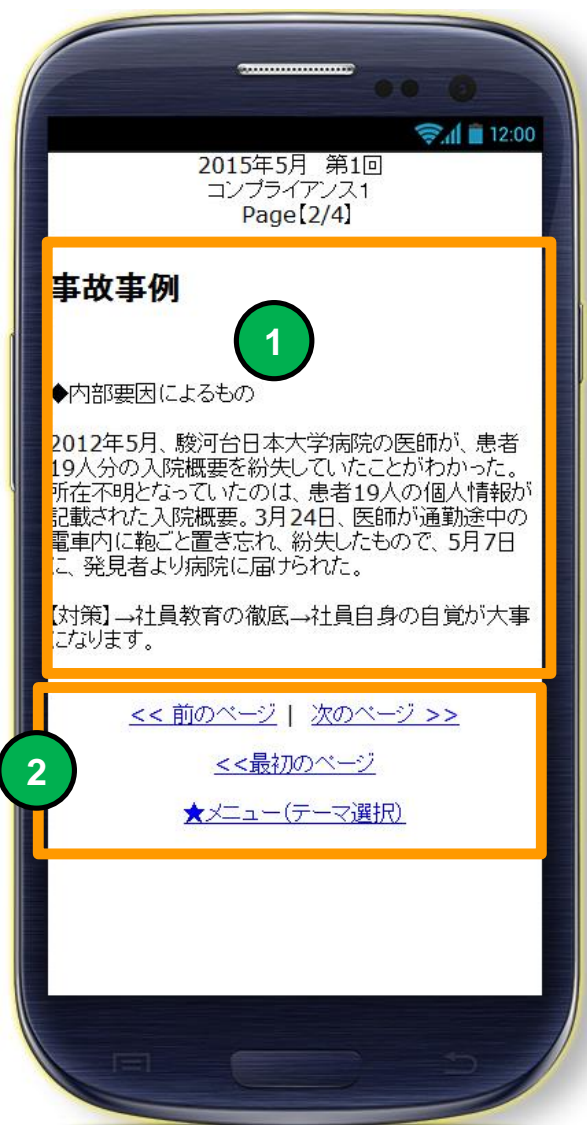 12:00
2015年5月 第1回
コンプライアンス1
Page【2/4】
事故事例
1
◆内部要因によるもの
2012年5月、駿河台日本大学病院の医師が、患者
19人分の入院概要を紛失していたことがわかった。
所在不明となっていたのは、患者19人の個人情報が
記載された入院概要。3月24日、医師が通勤途中の
電車内に鞄ごと置き忘れ、紛失したもので、5月7日
に、発見者より病院に届けられた。
【対策】→社員教育の徹底→社員自身の自覚が大事
になります。
<< 前のページ | 次のページ >>
2
<<最初のページ
★メニュー(テーマ選択)